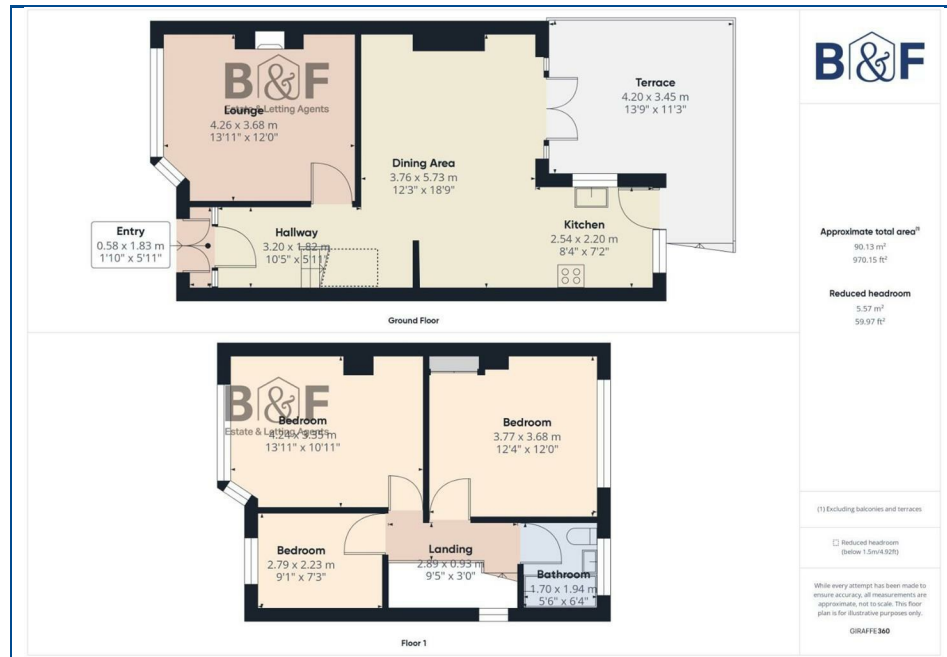 B&F
Estate & Letting Agents
Lounge
4.26 x 3.68 m
13'11" x 12'0"
Dining Area
3.76 x 5.73 m
12'3" x 18'9"
Terrace
4.20 x 3.45 m
13'9" x 11'3"
Entry
0.58 x 1.83 m
1'10" x 5'11"
Hallway
3.20 x 1.82 m
10'5" x 5'11"
Kitchen
2.54 x 2.20 m
8'4" x 7'2"
Ground Floor
B&F
Estate & Letting Agents
Bedroom
4.24 x 3.35 m
13'11" x 10'11"
Bedroom
3.77 x 3.68 m
12'4" x 12'0"
Bedroom
2.79 x 2.23 m
9'1" x 7'3"
Landing
2.89 x 0.93 m
9'5" x 3'0"
Bathroom
1.70 x 1.94 m
5'6" x 6'4"
Floor 1
B&F
Approximate total area⁽¹⁾
90.13 m²
970.15 ft²
Reduced headroom
5.57 m²
59.97 ft²
(1) Excluding balconies and terraces
Reduced headroom
(below 1.5m/4.92ft)
While every attempt has been made to
ensure accuracy, all measurements are
approximate, not to scale. This floor
plan is for illustrative purposes only.
GIRAFFE360